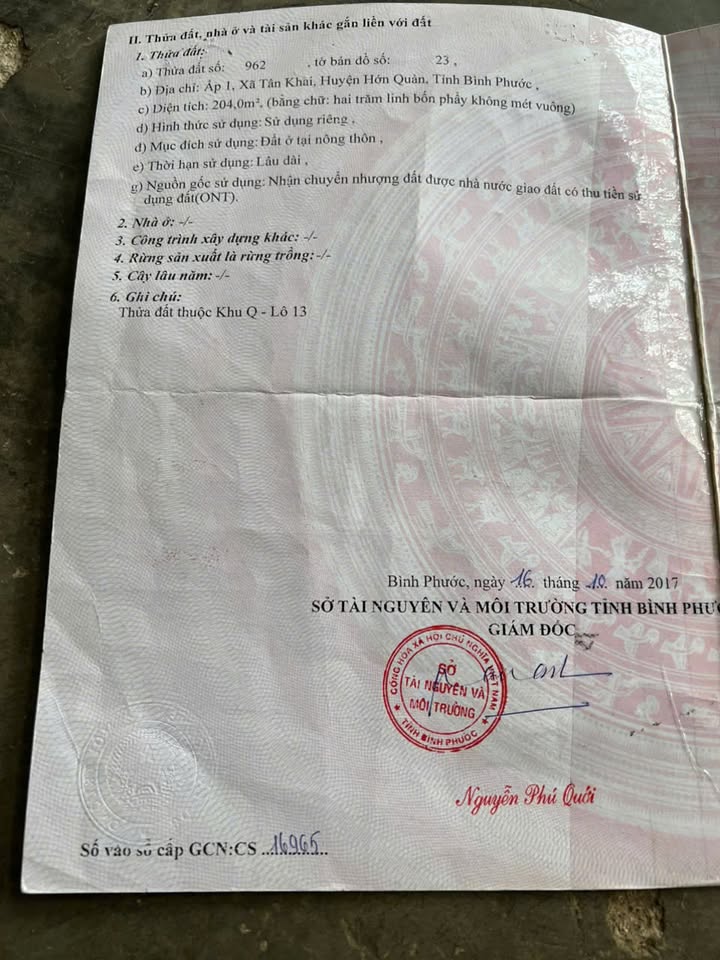 II. Thửa đất, nhà ở và tài sản khác gắn liền với đất
1. Thửa đất:
a) Thửa đất số: 962 , tờ bản đồ số: 23 ,
b) Địa chỉ: Ấp 1, Xã Tân Khai, Huyện Hớn Quản, Tỉnh Bình Phước ,
c) Diện tích: 204,0m², (bằng chữ: hai trăm linh bốn phẩy không mét vuông)
d) Hình thức sử dụng: Sử dụng riêng ,
đ) Mục đích sử dụng: Đất ở tại nông thôn ,
e) Thời hạn sử dụng: Lâu dài ,
g) Nguồn gốc sử dụng: Nhận chuyển nhượng đất được nhà nước giao đất có thu tiền sử
dụng đất(ONT).
2. Nhà ở: -/-
3. Công trình xây dựng khác: -/-
4. Rừng sản xuất là rừng trồng: -/-
5. Cây lâu năm: -/-
6. Ghi chú:
Thửa đất thuộc Khu Q - Lô 13
Bình Phước, ngày 16 tháng 10 năm 2017
SỞ TÀI NGUYÊN VÀ MÔI TRƯỜNG TỈNH BÌNH PHƯỚC
GIÁM ĐỐC
CỘNG HÒA XÃ HỘI CHỦ NGHĨA VIỆT NAM
SỞ
TÀI NGUYÊN VÀ
MÔI TRƯỜNG
TỈNH BÌNH PHƯỚC
Nguyễn Phú Quới
Số vào sổ cấp GCN:CS ..16965..